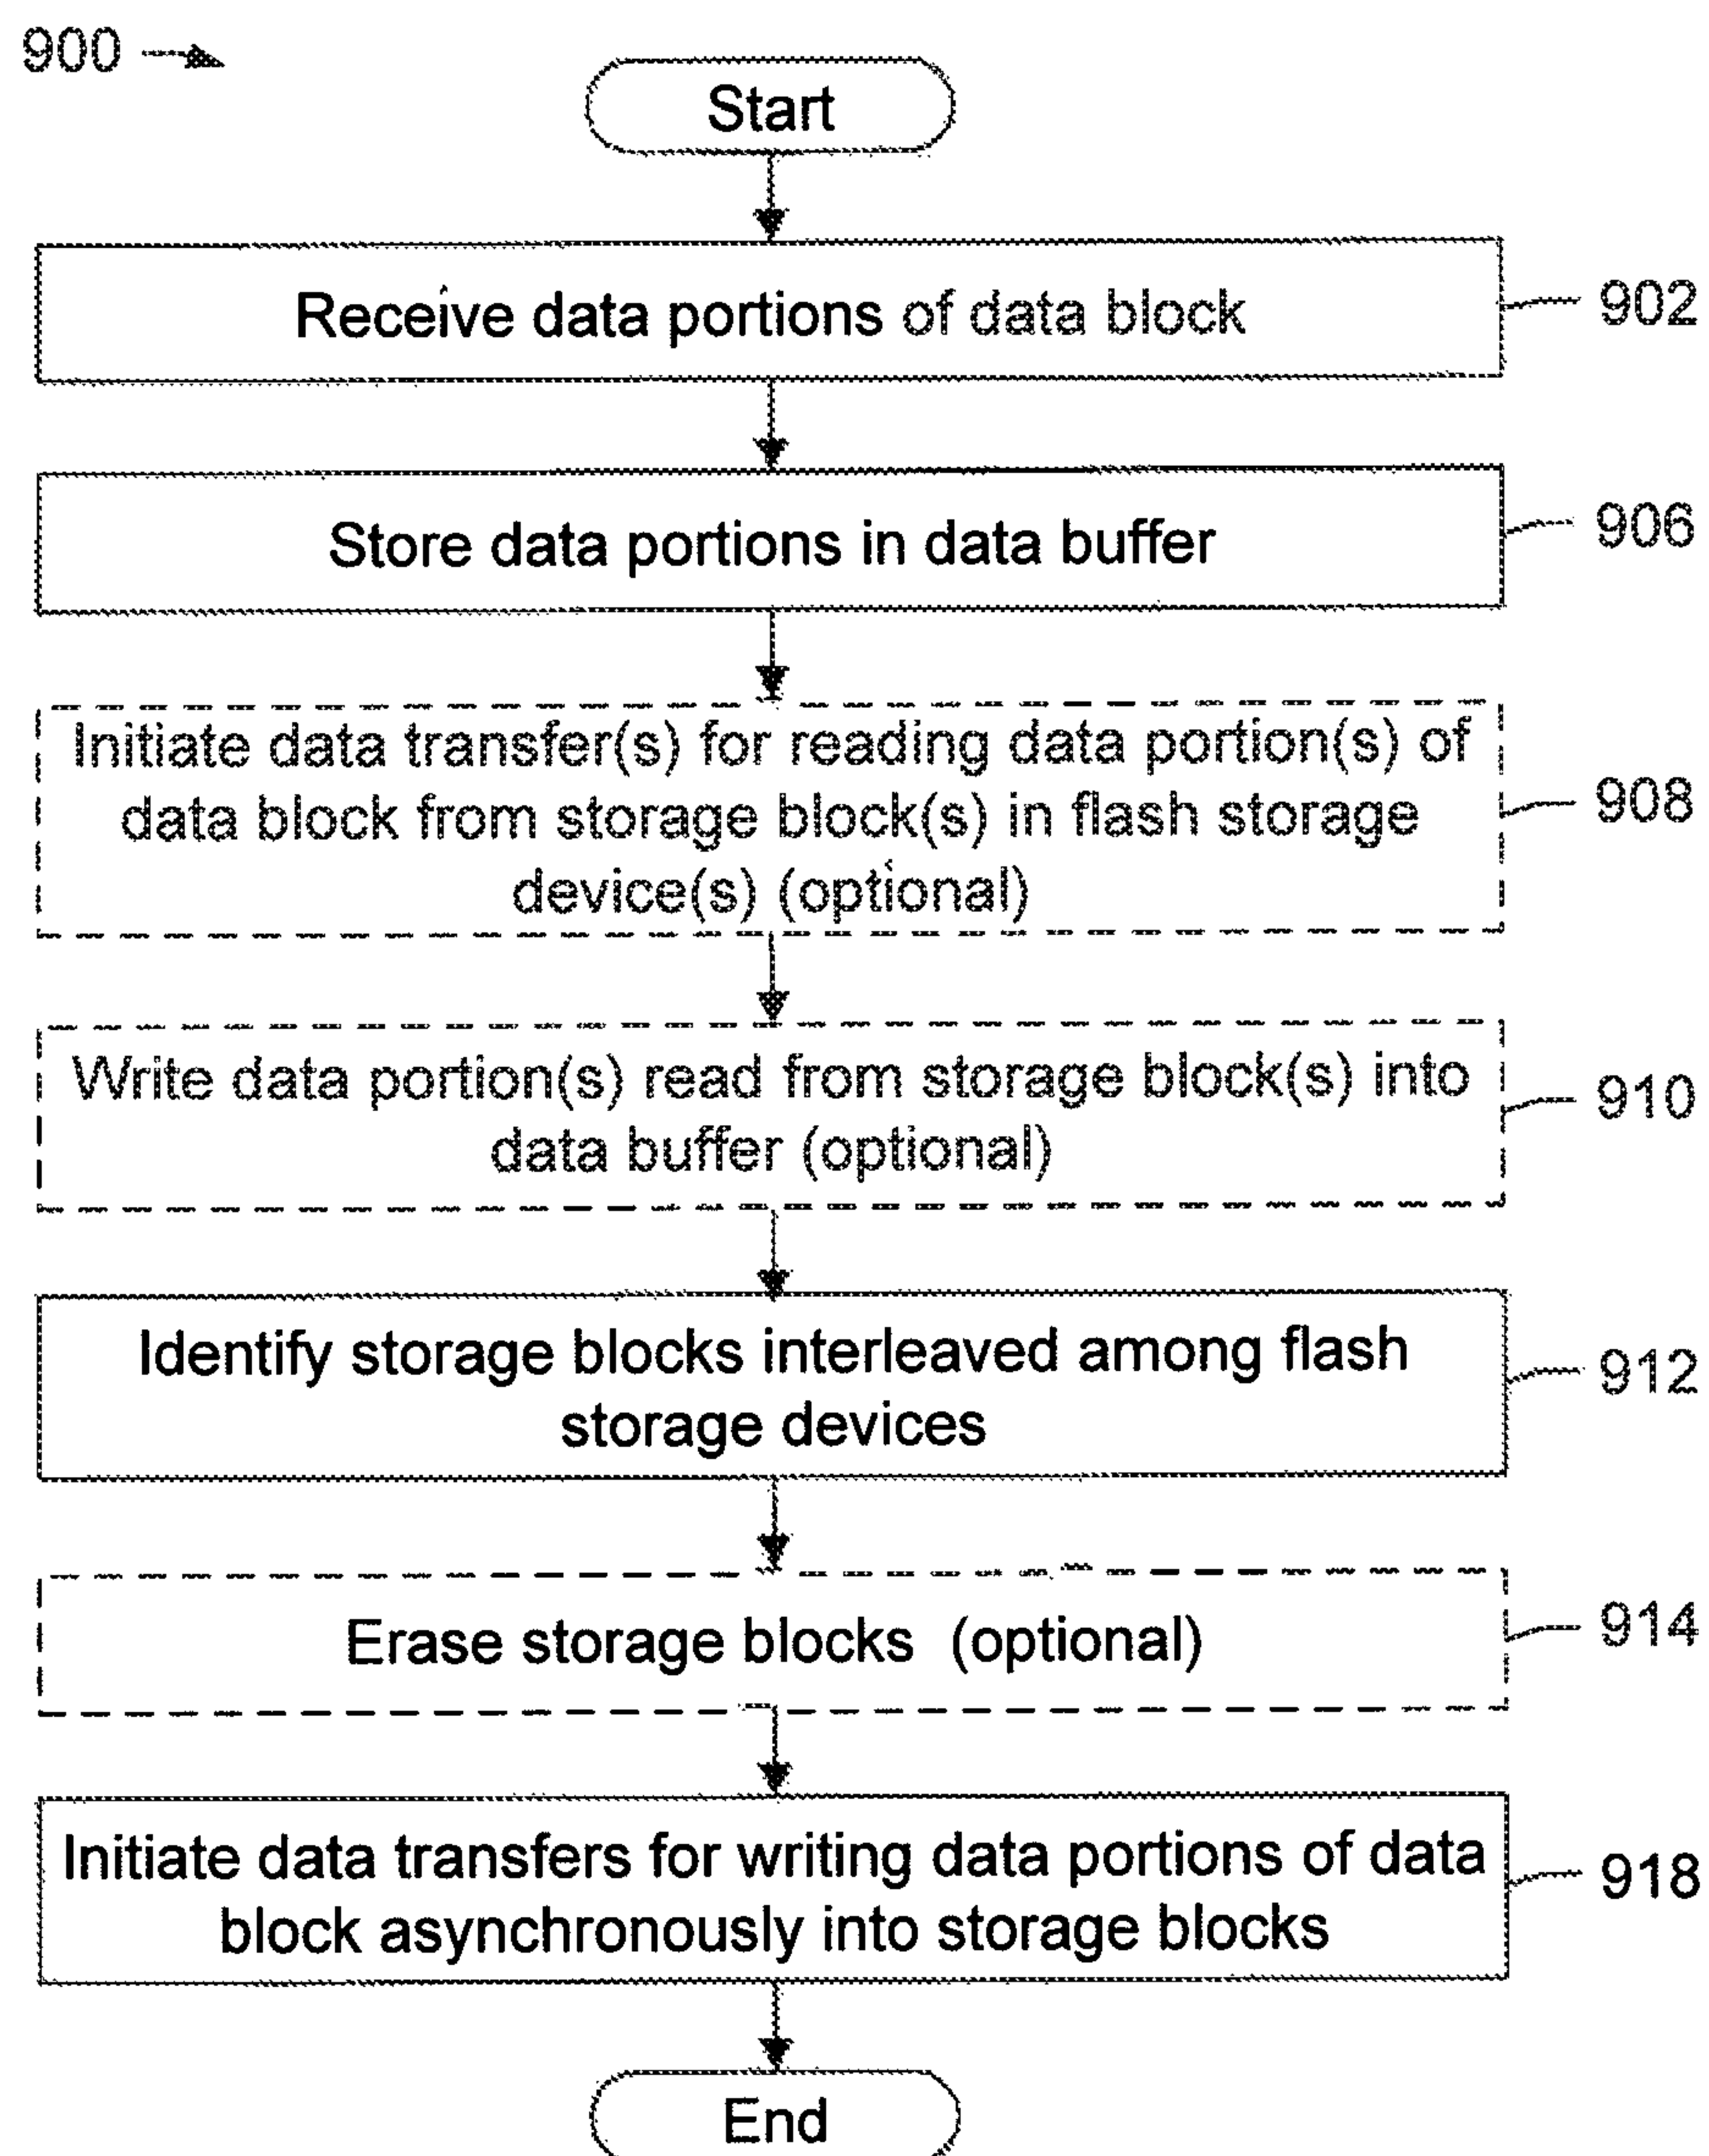 900
Start
Receive data portions of data block
902
Store data portions in data buffer
906
Initiate data transfer(s) for reading data portion(s) of
data block from storage block(s) in flash storage
device(s) (optional)
908
Write data portion(s) read from storage block(s) into
data buffer (optional)
910
Identify storage blocks interleaved among flash
storage devices
912
Erase storage blocks (optional)
914
Initiate data transfers for writing data portions of data
block asynchronously into storage blocks
918
End